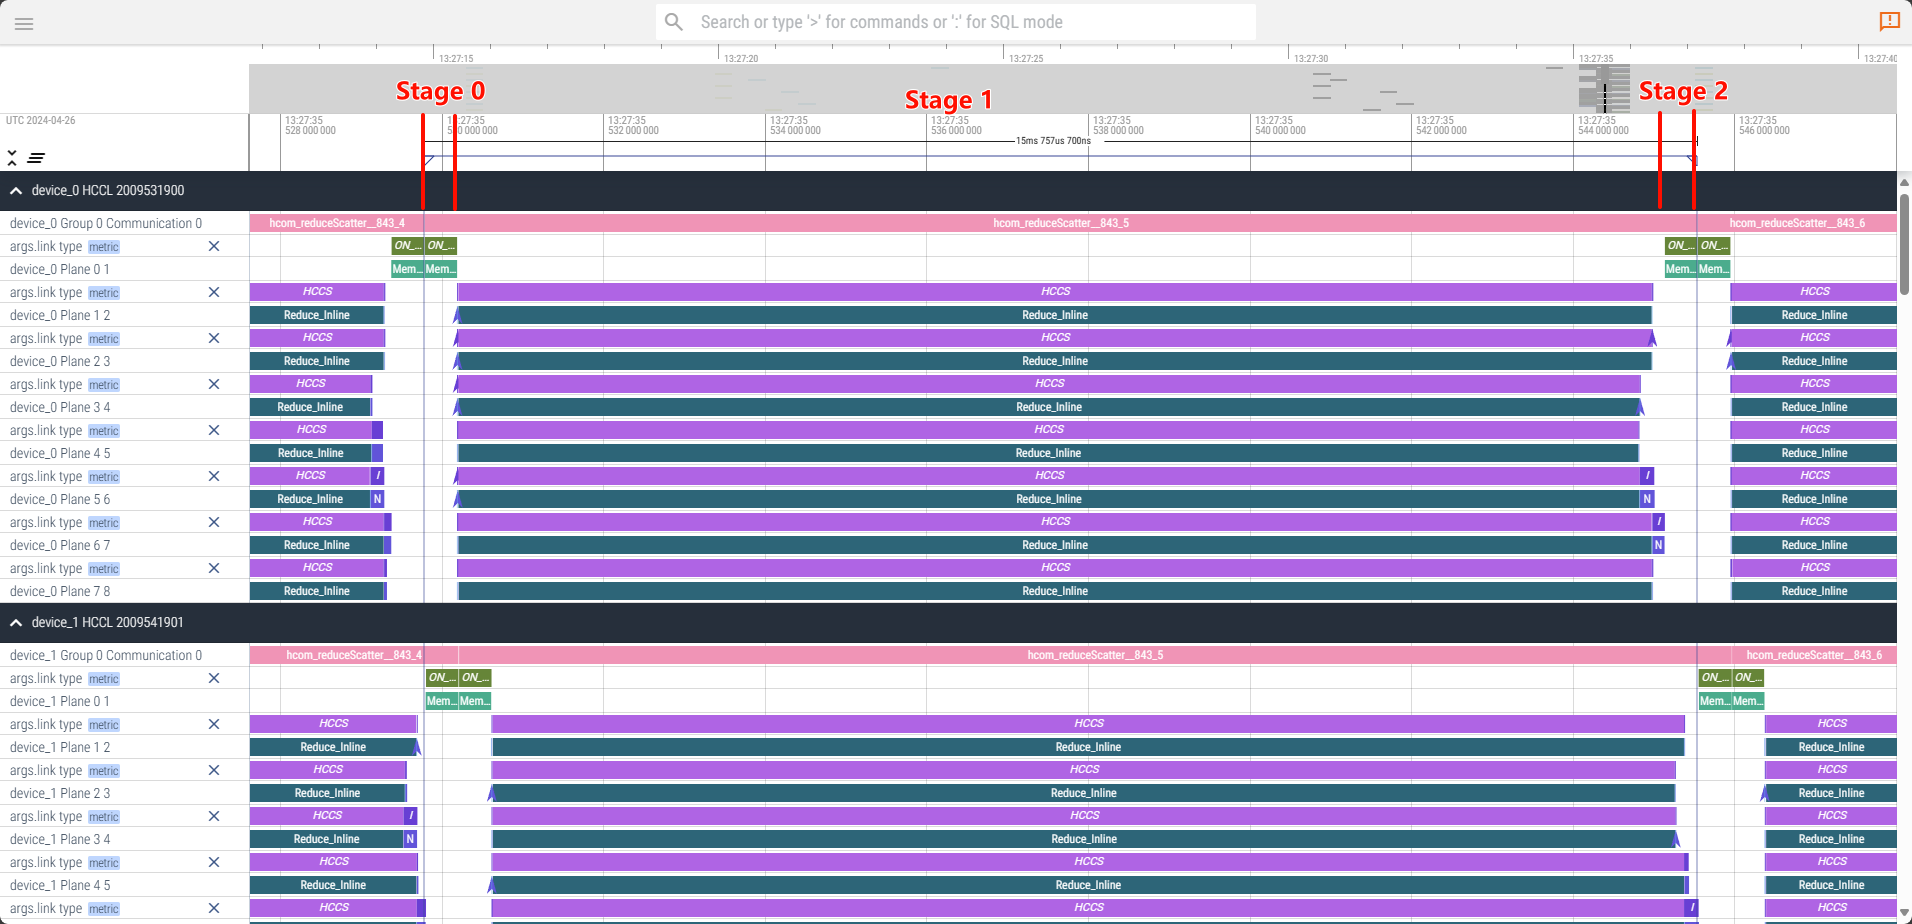 Search or type '>' for commands or ':' for SQL mode
13:27:15 13:27:20 13:27:25 13:27:30 13:27:35 13:27:40
Stage 0 Stage 1 Stage 2
UTC 2024-04-26
13:27:35 13:27:35 13:27:35 13:27:35 13:27:35 13:27:35 13:27:35 13:27:35 13:27:35 13:27:35
528 000 000 530 000 000 532 000 000 534 000 000 536 000 000 538 000 000 540 000 000 542 000 000 544 000 000 546 000 000
15ms 757us 700ns
device_0 HCCL 2009531900
device_0 Group 0 Communication 0 hcom_reduceScatter__843_4 hcom_reduceScatter__843_5 hcom_reduceScatter__843_6
args.link type metric ON_... ON_... ON_... ON_...
device_0 Plane 0 1 Mem... Mem... Mem... Mem...
args.link type metric HCCS HCCS HCCS
device_0 Plane 1 2 Reduce_Inline Reduce_Inline Reduce_Inline
args.link type metric HCCS HCCS HCCS
device_0 Plane 2 3 Reduce_Inline Reduce_Inline Reduce_Inline
args.link type metric HCCS HCCS HCCS
device_0 Plane 3 4 Reduce_Inline Reduce_Inline Reduce_Inline
args.link type metric HCCS HCCS HCCS
device_0 Plane 4 5 Reduce_Inline Reduce_Inline Reduce_Inline
args.link type metric HCCS I HCCS I HCCS
device_0 Plane 5 6 Reduce_Inline N Reduce_Inline N Reduce_Inline
args.link type metric HCCS HCCS I HCCS
device_0 Plane 6 7 Reduce_Inline Reduce_Inline N Reduce_Inline
args.link type metric HCCS HCCS HCCS
device_0 Plane 7 8 Reduce_Inline Reduce_Inline Reduce_Inline
device_1 HCCL 2009541901
device_1 Group 0 Communication 0 hcom_reduceScatter__843_4 hcom_reduceScatter__843_5 hcom_reduceScatter__843_6
args.link type metric ON_... ON_... ON_... ON_...
device_1 Plane 0 1 Mem... Mem... Mem... Mem...
args.link type metric HCCS HCCS HCCS
device_1 Plane 1 2 Reduce_Inline Reduce_Inline Reduce_Inline
args.link type metric HCCS HCCS HCCS
device_1 Plane 2 3 Reduce_Inline Reduce_Inline Reduce_Inline
args.link type metric HCCS I HCCS HCCS
device_1 Plane 3 4 Reduce_Inline N Reduce_Inline Reduce_Inline
args.link type metric HCCS HCCS HCCS
device_1 Plane 4 5 Reduce_Inline Reduce_Inline Reduce_Inline
args.link type metric HCCS HCCS I HCCS